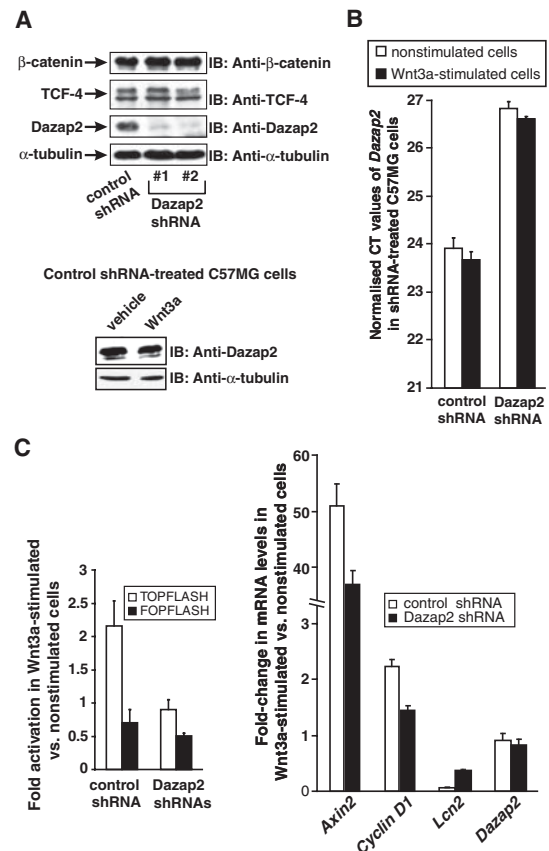 A
β-catenin
IB: Anti-β-catenin
TCF-4
IB: Anti-TCF-4
Dazap2
IB: Anti-Dazap2
α-tubulin
IB: Anti-α-tubulin
control
shRNA
#1 #2
Dazap2
shRNA
Control shRNA-treated C57MG cells
vehicle
Wnt3a
IB: Anti-Dazap2
IB: Anti-α-tubulin
B
nonstimulated cells
Wnt3a-stimulated cells
Normalised CT values of Dazap2
in shRNA-treated C57MG cells
27
26
25
24
23
22
21
control
shRNA
Dazap2
shRNA
C
Fold activation in Wnt3a-stimulated
vs. nonstimulated cells
3
2.5
2
1.5
1
0.5
0
TOPFLASH
FOPFLASH
control
shRNA
Dazap2
shRNAs
Fold-change in mRNA levels in
Wnt3a-stimulated vs. nonstimulated cells
60
50
40
3
2
1
0
control shRNA
Dazap2 shRNA
Axin2
Cyclin D1
Lcn2
Dazap2